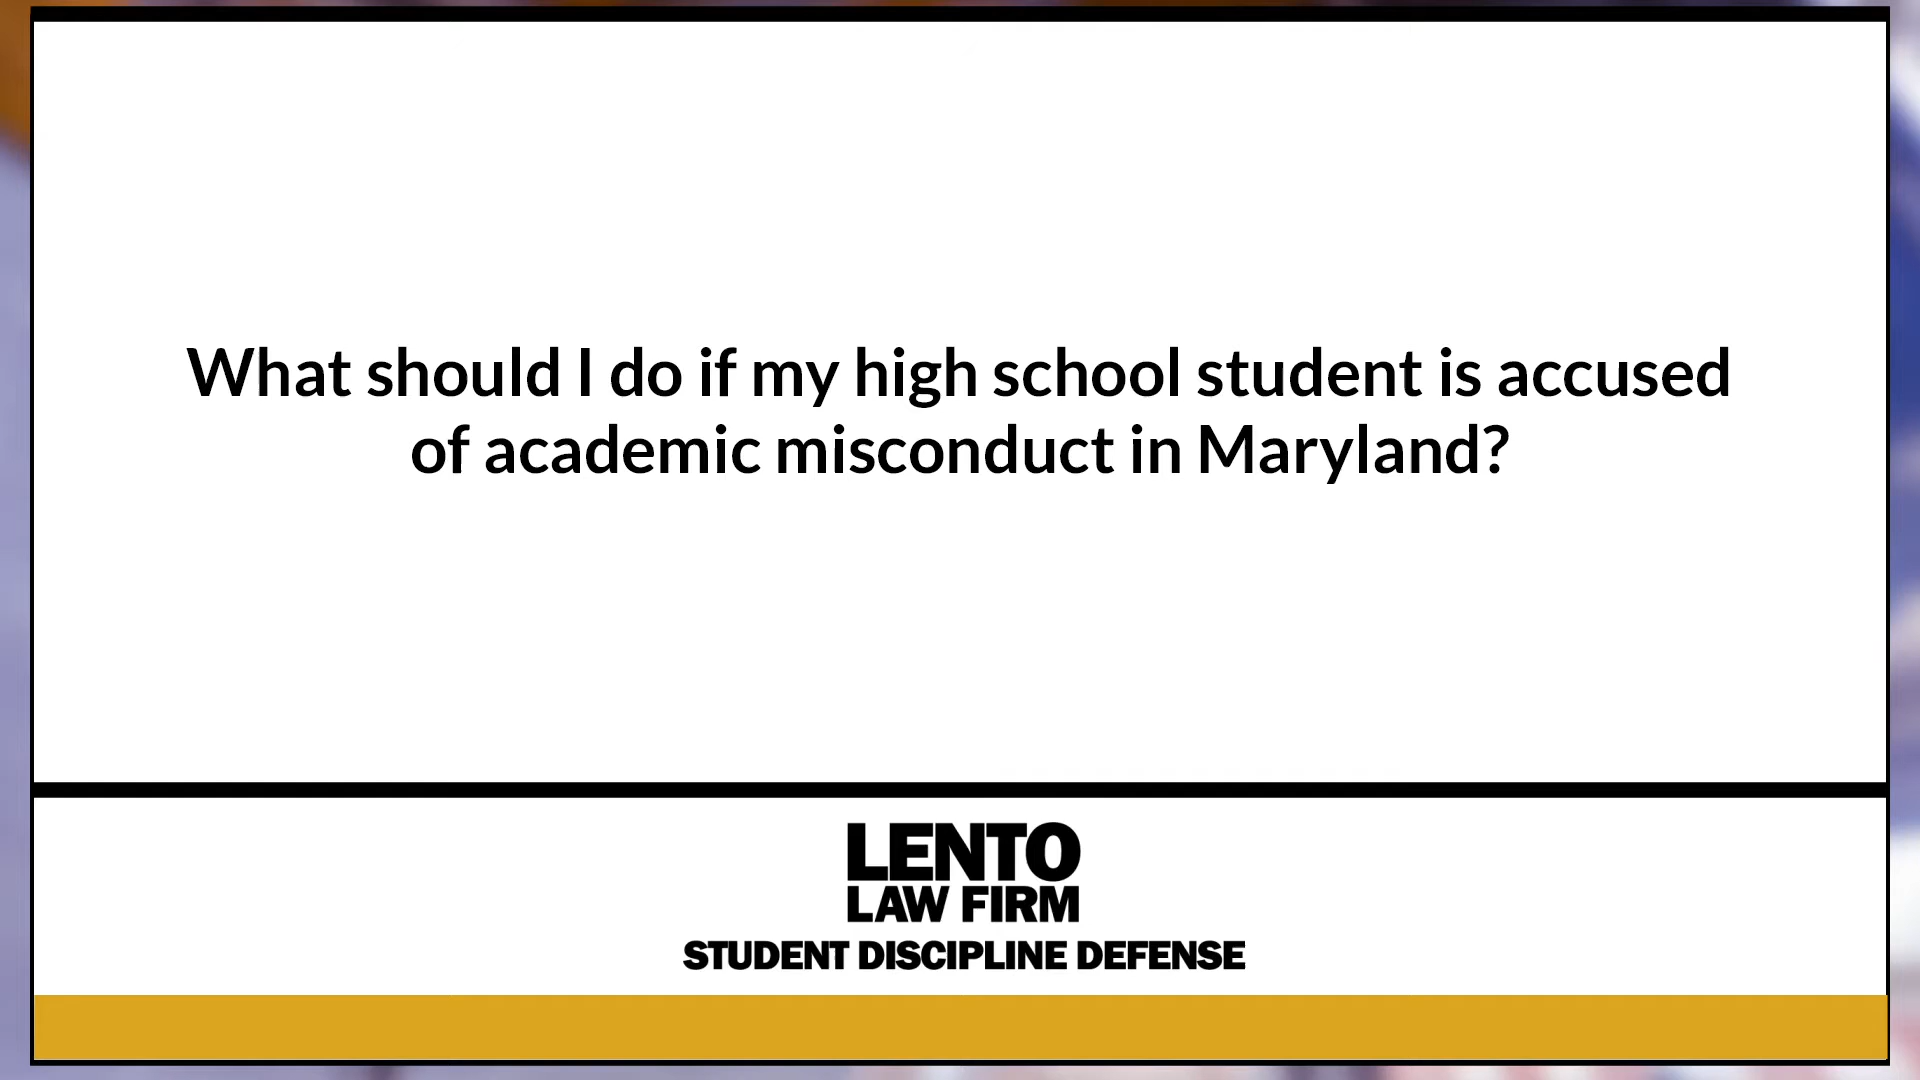 What should I do if my high school student is accused
of academic misconduct in Maryland?
LENTO
LAW FIRM
STUDENT DISCIPLINE DEFENSE